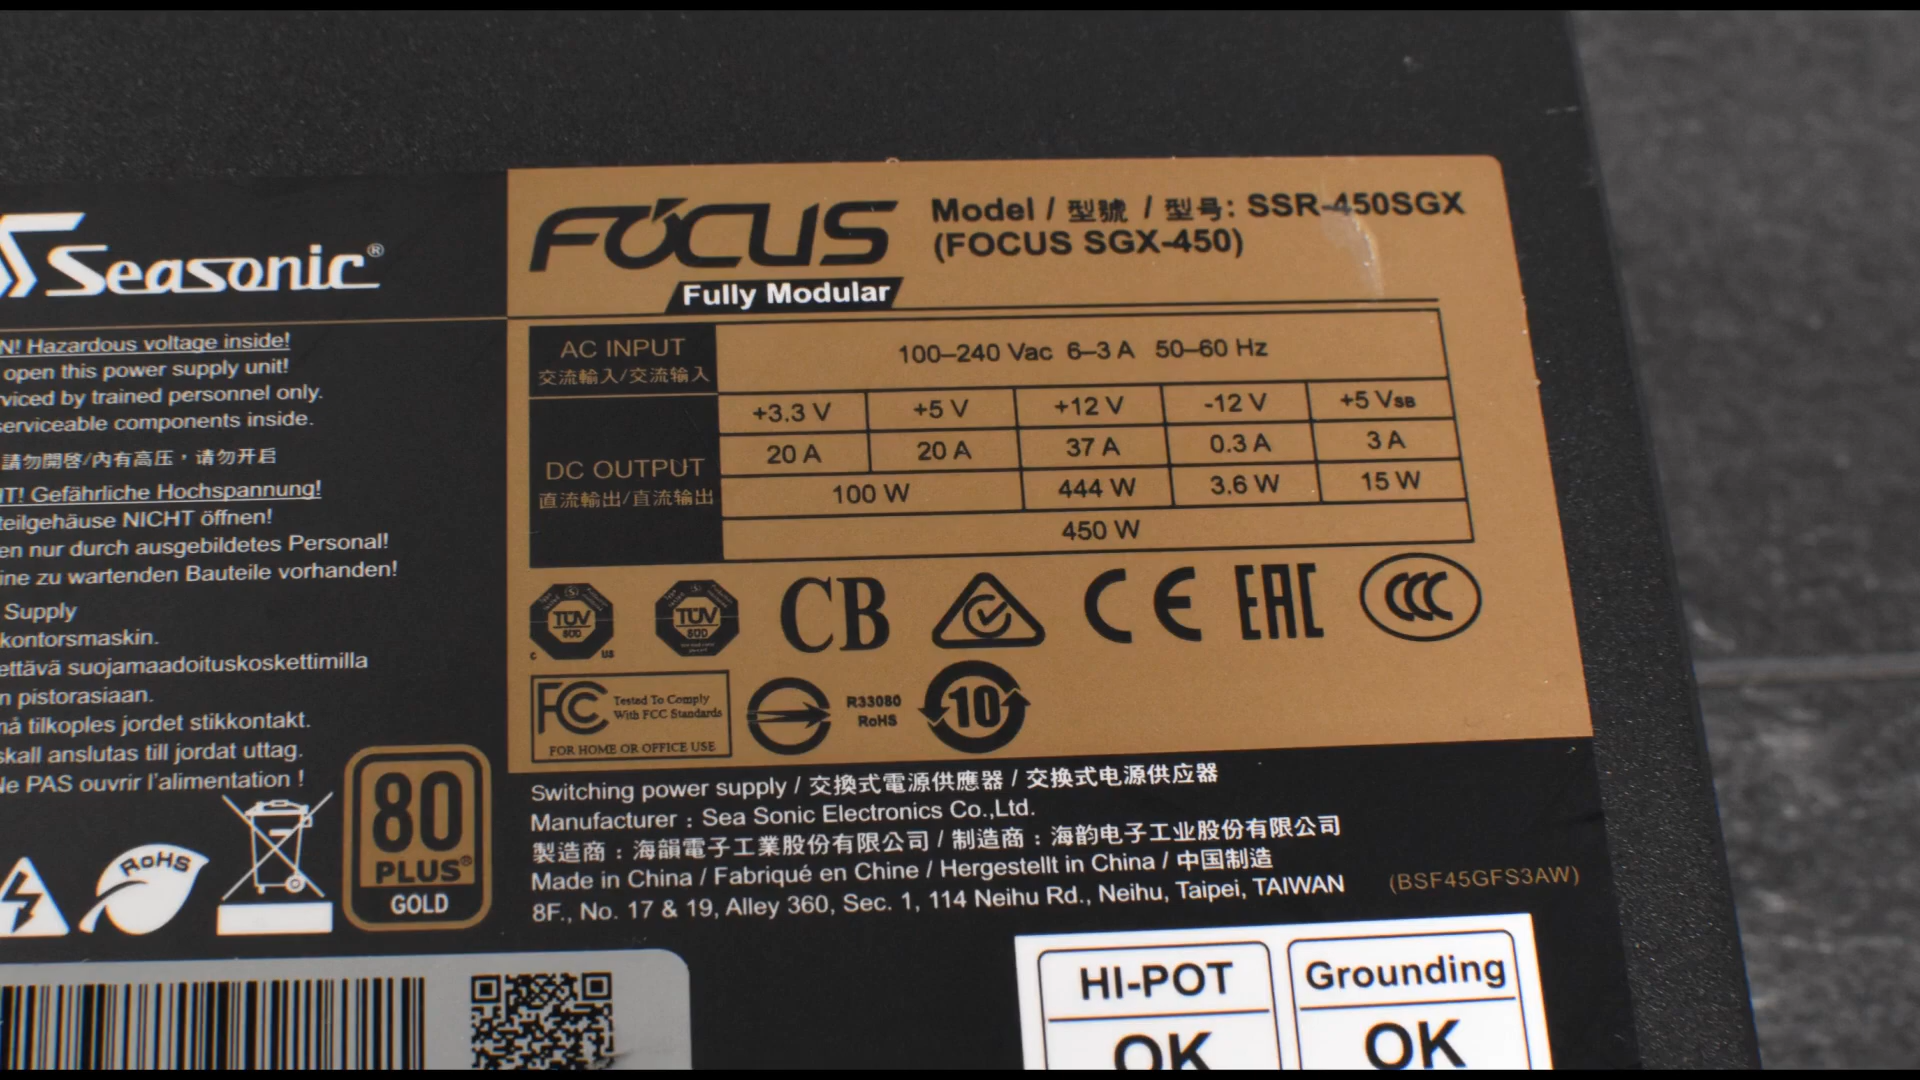 Seasonic®
N! Hazardous voltage inside!
open this power supply unit!
viced by trained personnel only.
serviceable components inside.
請勿開啓/內有高压，请勿开启
IT! Gefährliche Hochspannung!
teilgehäuse NICHT öffnen!
en nur durch ausgebildetes Personal!
ine zu wartenden Bauteile vorhanden!
Supply
kontorsmaskin.
ettävä suojamaadoituskoskettimilla
n pistorasiaan.
må tilkoples jordet stikkontakt.
skall anslutas till jordat uttag.
Ne PAS ouvrir l'alimentation !
RoHS
80
PLUS®
GOLD
FOCUS
Fully Modular
Model / 型號 / 型号: SSR-450SGX
(FOCUS SGX-450)
AC INPUT
交流輸入/交流输入
100–240 Vac 6–3 A 50–60 Hz
DC OUTPUT
直流輸出/直流输出
+3.3 V +5 V +12 V -12 V +5 VSB
20 A 20 A 37 A 0.3 A 3 A
100 W 444 W 3.6 W 15 W
450 W
TÜV
SÜD
C US
TÜV
SÜD
CB
CE
EAC
CCC
FC Tested To Comply
With FCC Standards
FOR HOME OR OFFICE USE
R33080
RoHS
10
Switching power supply / 交換式電源供應器 / 交换式电源供应器
Manufacturer : Sea Sonic Electronics Co.,Ltd.
製造商 : 海韻電子工業股份有限公司 / 制造商 : 海韵电子工业股份有限公司
Made in China / Fabriqué en Chine / Hergestellt in China / 中国制造
8F., No. 17 & 19, Alley 360, Sec. 1, 114 Neihu Rd., Neihu, Taipei, TAIWAN
(BSF45GFS3AW)
HI-POT
OK
Grounding
OK